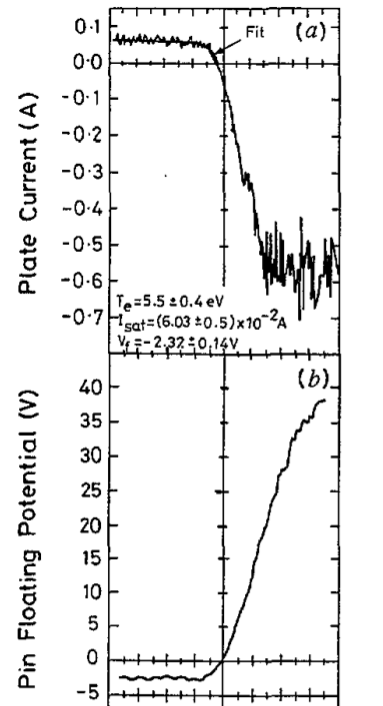 (a)
Fit
Plate Current (A)
0.1
0.0
-0.1
-0.2
-0.3
-0.4
-0.5
-0.6
-0.7
Te=5.5±0.4 eV
Isat=(6.03±0.5)×10-2A
Vf=-2.32±0.14V
(b)
Pin Floating Potential (V)
40
35
30
25
20
15
10
5
0
-5